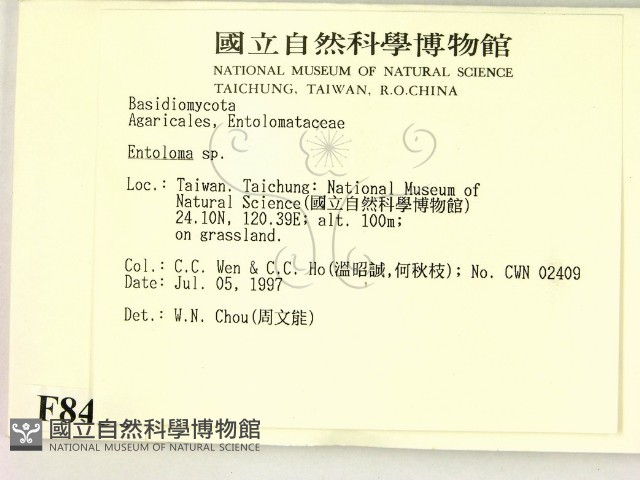 國立自然科學博物館
NATIONAL MUSEUM OF NATURAL SCIENCE
TAICHUNG, TAIWAN, R.O.CHINA
Basidiomycota
Agaricales, Entolomataceae
Entoloma sp.
Loc.: Taiwan. Taichung: National Museum of
Natural Science(國立自然科學博物館)
24.10N, 120.39E; alt. 100m;
on grassland.
Col.: C.C. Wen & C.C. Ho(溫昭誠,何秋枝); No. CWN 02409
Date: Jul. 05, 1997
Det.: W.N. Chou(周文能)
F84
國立自然科學博物館
NATIONAL MUSEUM OF NATURAL SCIENCE